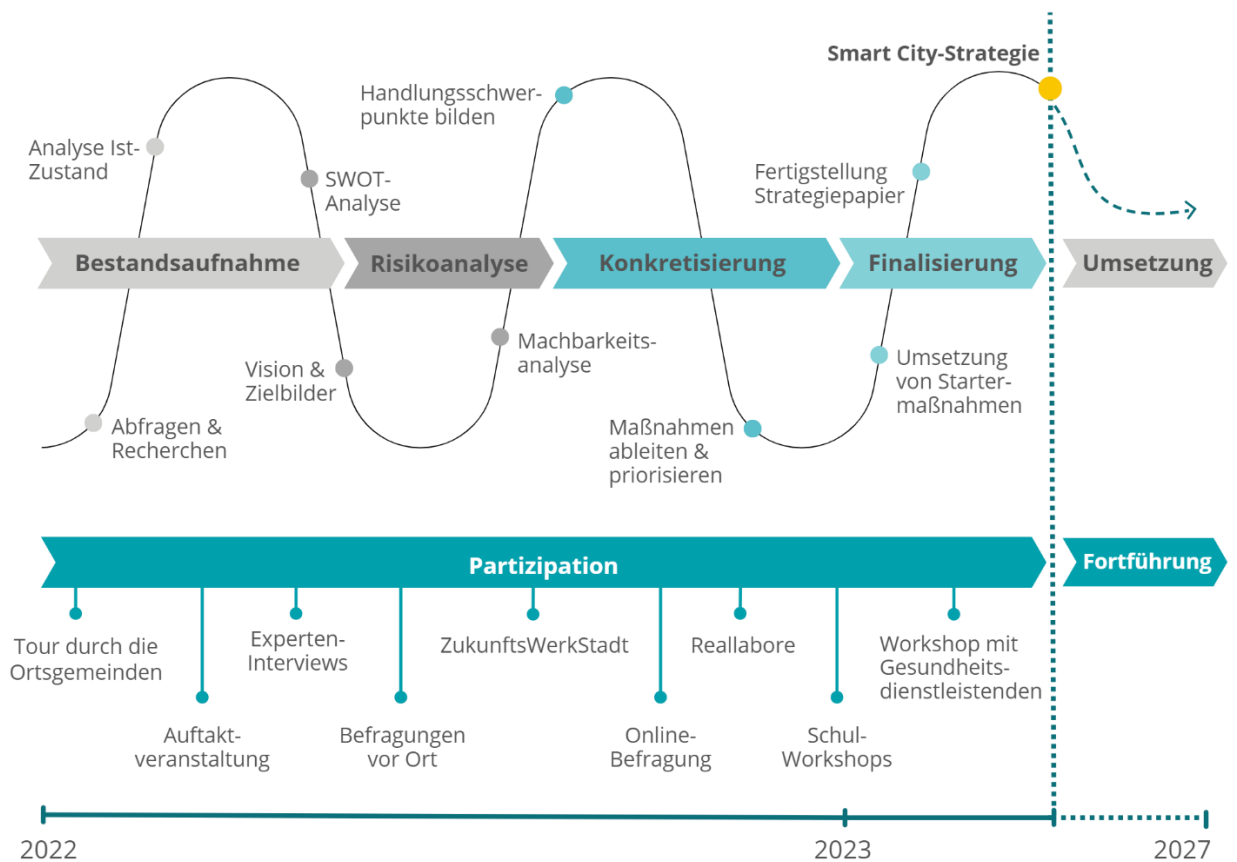 Smart City-Strategie
Handlungsschwer-
punkte bilden
Analyse Ist-
Zustand
SWOT-
Analyse
Fertigstellung
Strategiepapier
Bestandsaufnahme
Risikoanalyse
Konkretisierung
Finalisierung
Umsetzung
Machbarkeits-
analyse
Vision &
Zielbilder
Umsetzung
von Starter-
maßnahmen
Abfragen &
Recherchen
Maßnahmen
ableiten &
priorisieren
Partizipation
Fortführung
Tour durch die
Ortsgemeinden
Experten-
Interviews
ZukunftsWerkStadt
Reallabore
Workshop mit
Gesundheits-
dienstleistenden
Auftakt-
veranstaltung
Befragungen
vor Ort
Online-
Befragung
Schul-
Workshops
2022
2023
2027